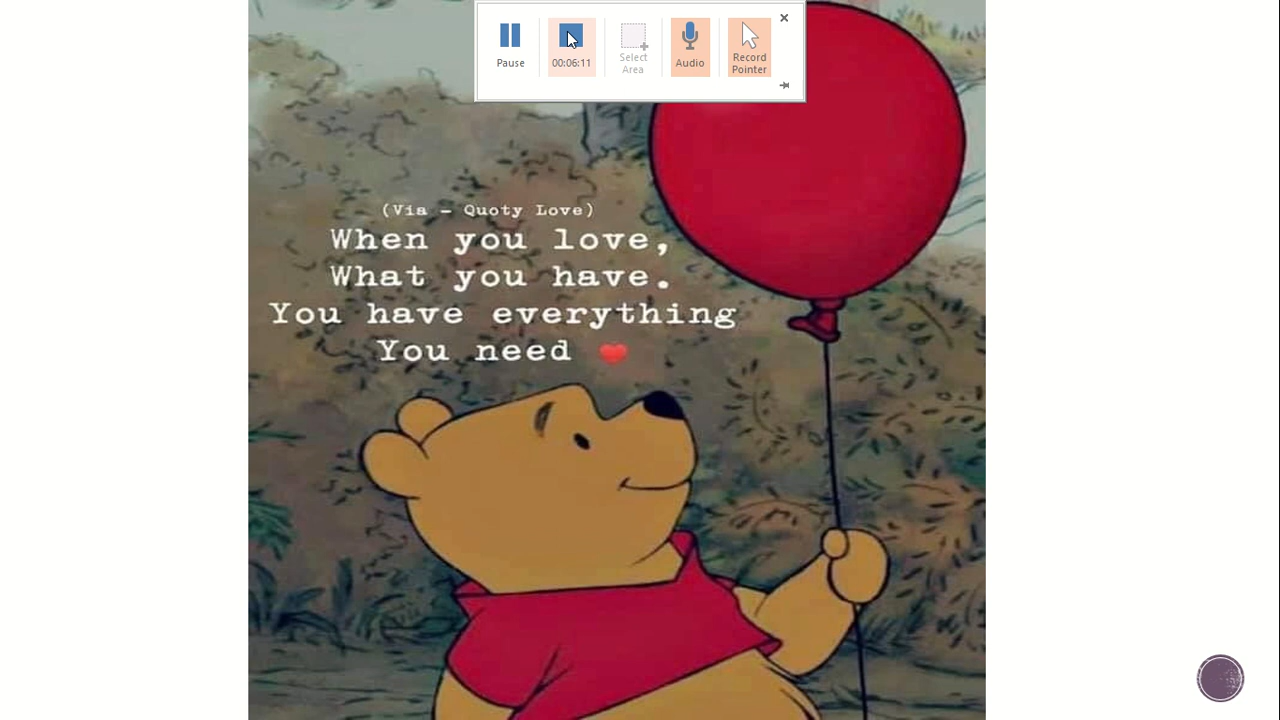 Pause
00:06:11
Select
Area
Audio
Record
Pointer
(Via - Quoty Love)
When you love,
What you have.
You have everything
You need ❤️